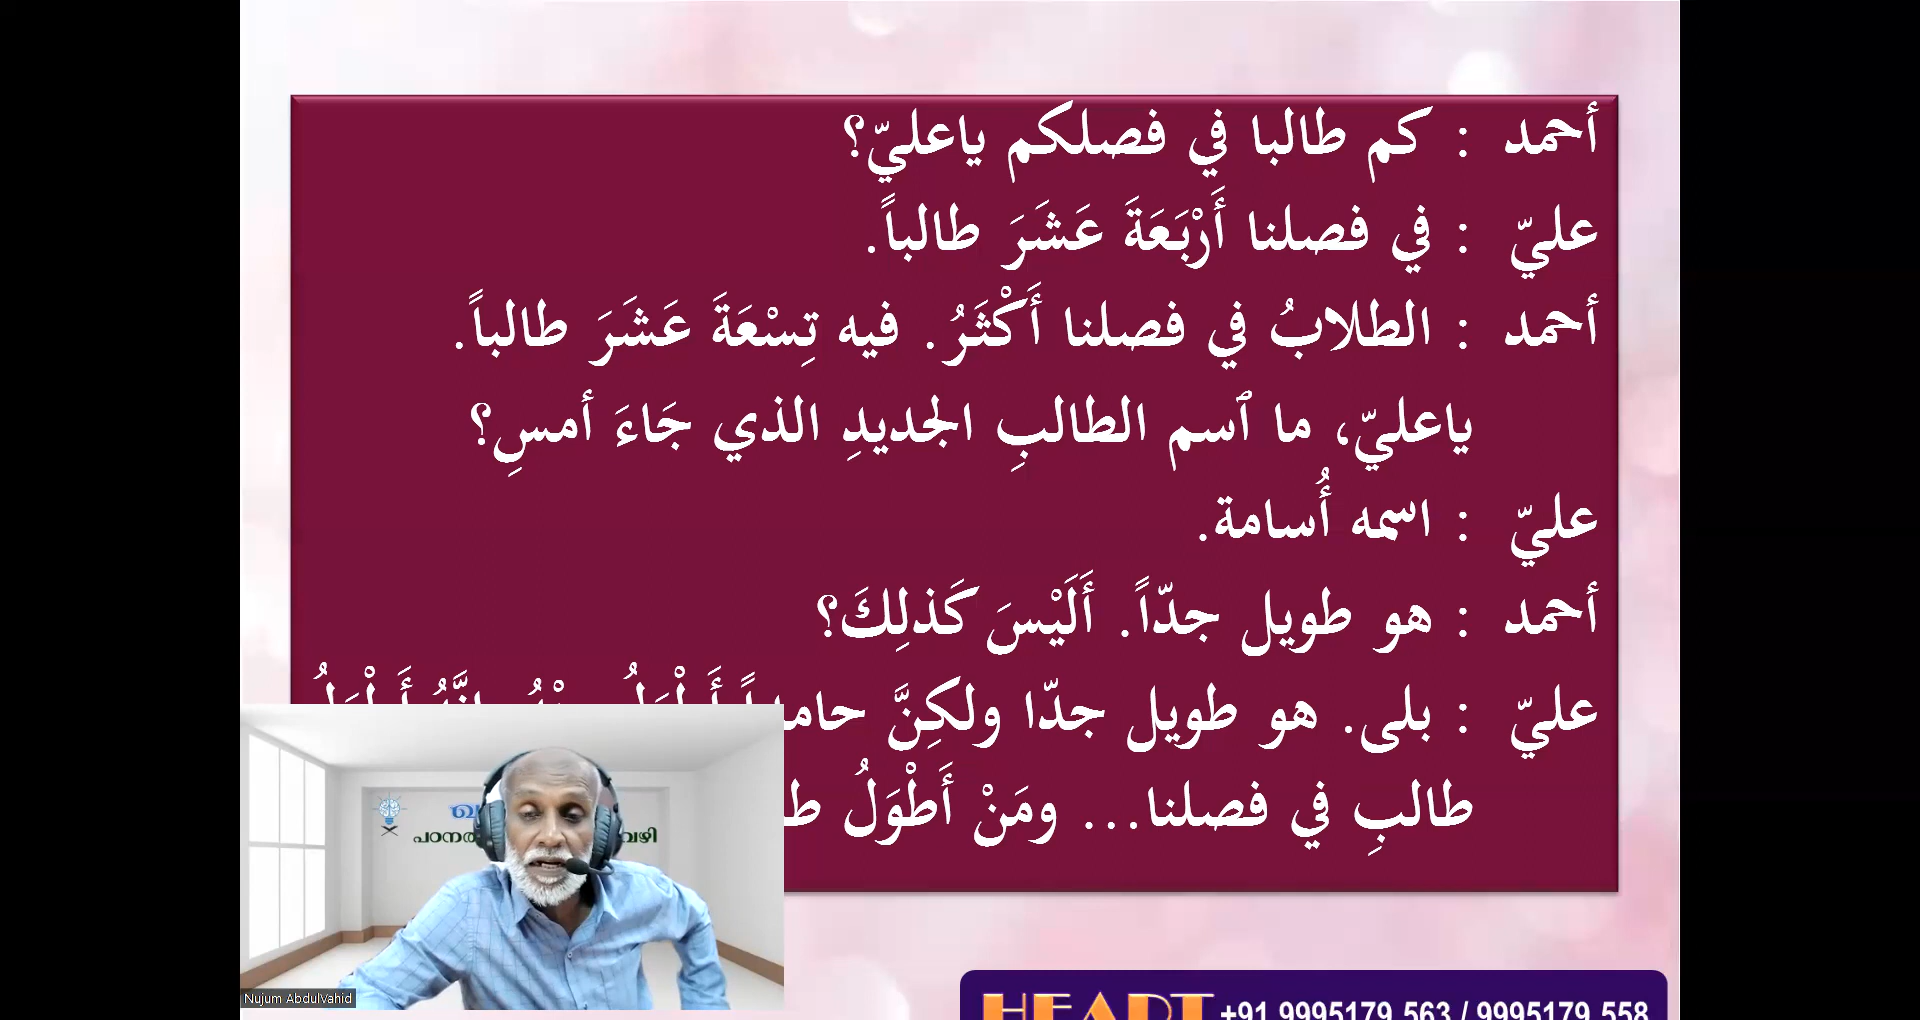 أحمد : كم طالبا في فصلكم ياعليّ؟
عليّ : في فصلنا أَرْبَعَةَ عَشَرَ طالباً.
أحمد : الطلابُ في فصلنا أَكْثَرُ. فيه تِسْعَةَ عَشَرَ طالباً.
ياعليّ، ما ٱسم الطالبِ الجديدِ الذي جَاءَ أمسِ؟
عليّ : اسمه أُسامة.
أحمد : هو طويل جدّاً. أَلَيْسَ كَذلِكَ؟
عليّ : بلى. هو طويل جدّا ولكِنَّ
طالبِ في فصلنا... ومَنْ أَطْوَلُ
Nujum AbdulVahid
HEART +91 9995179 563 / 9995179 558